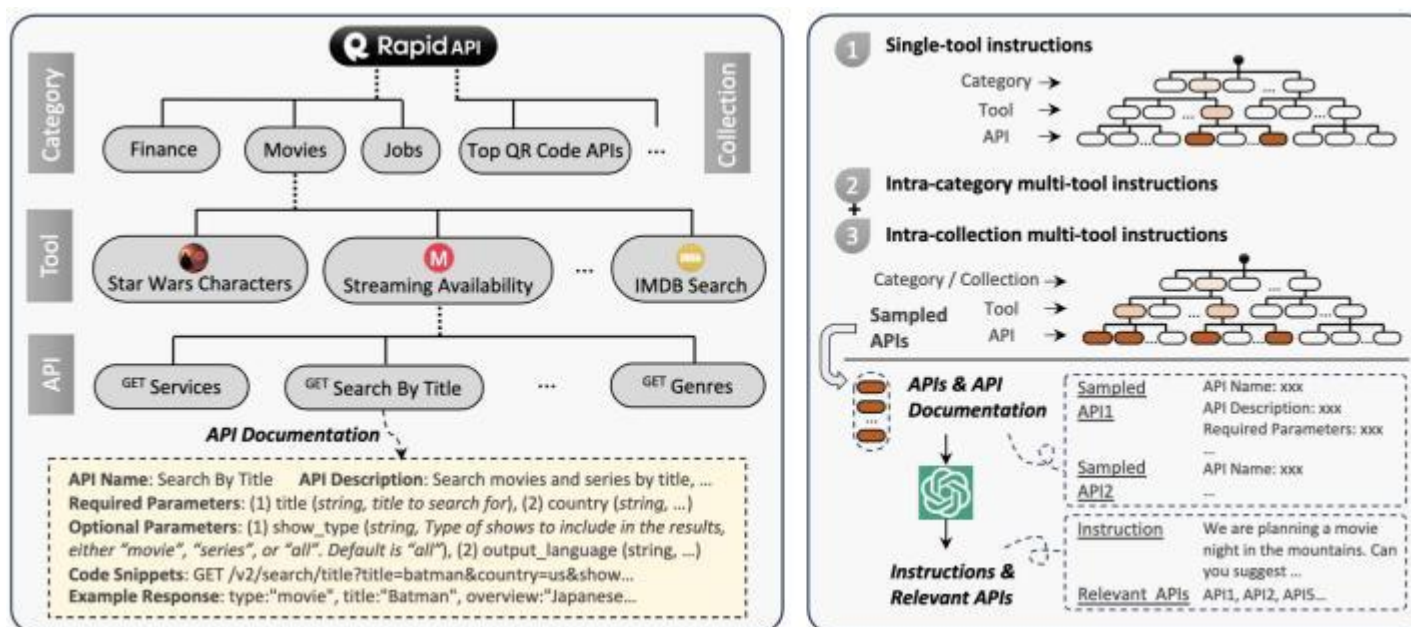 Rapid API
Category
Collection
Finance
Movies
Jobs
Top QR Code APIs
...
Tool
Star Wars Characters
M
Streaming Availability
...
IMDB Search
API
GET Services
GET Search By Title
...
GET Genres
API Documentation
API Name: Search By Title API Description: Search movies and series by title, ...
Required Parameters: (1) title (string, title to search for), (2) country (string, ...)
Optional Parameters: (1) show_type (string, Type of shows to include in the results,
either “movie”, “series”, or “all”. Default is “all”), (2) output_language (string, ...)
Code Snippets: GET /v2/search/title?title=batman&country=us&show...
Example Response: type:"movie", title:"Batman", overview:"Japanese...
1 Single-tool instructions
Category
...
Tool
... ...
API
... ... ...
2 Intra-category multi-tool instructions
+
3 Intra-collection multi-tool instructions
Category / Collection
...
Tool
... ...
API
... ... ...
Sampled
APIs
...
APIs & API
Documentation
Sampled
API1
API Name: xxx
API Description: xxx
Required Parameters: xxx
...
Sampled
API2
API Name: xxx
...
Instructions &
Relevant APIs
Instruction
We are planning a movie
night in the mountains. Can
you suggest ...
Relevant APIs API1, API2, API5...